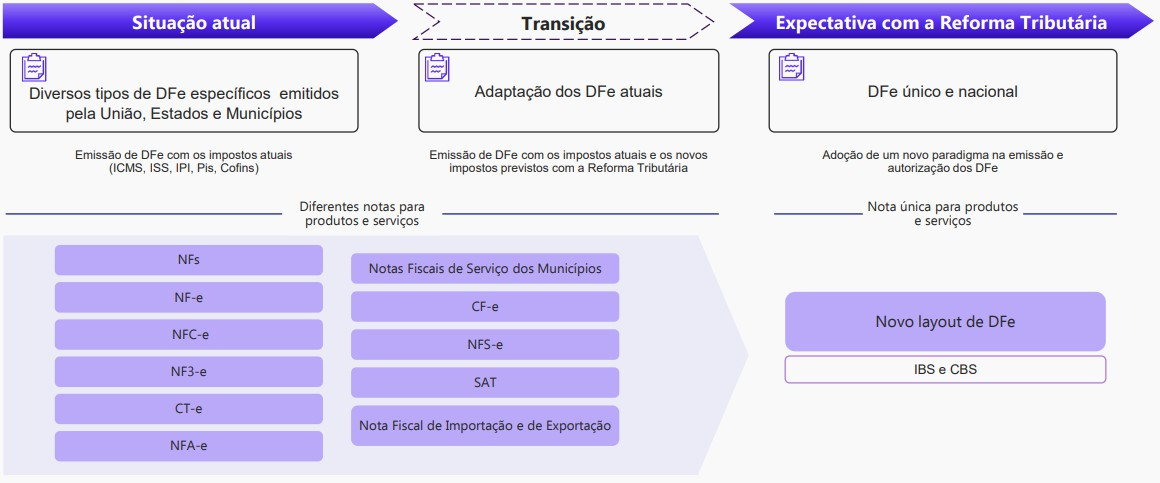 Situação atual
Transição
Expectativa com a Reforma Tributária
Diversos tipos de DFe específicos emitidos
pela União, Estados e Municípios
Adaptação dos DFe atuais
DFe único e nacional
Emissão de DFe com os impostos atuais
(ICMS, ISS, IPI, Pis, Cofins)
Emissão de DFe com os impostos atuais e os novos
impostos previstos com a Reforma Tributária
Adoção de um novo paradigma na emissão e
autorização dos DFe
Diferentes notas para
produtos e serviços
Nota única para produtos
e serviços
NFs
NF-e
NFC-e
NF3-e
CT-e
NFA-e
Notas Fiscais de Serviço dos Municípios
CF-e
NFS-e
SAT
Nota Fiscal de Importação e de Exportação
Novo layout de DFe
IBS e CBS